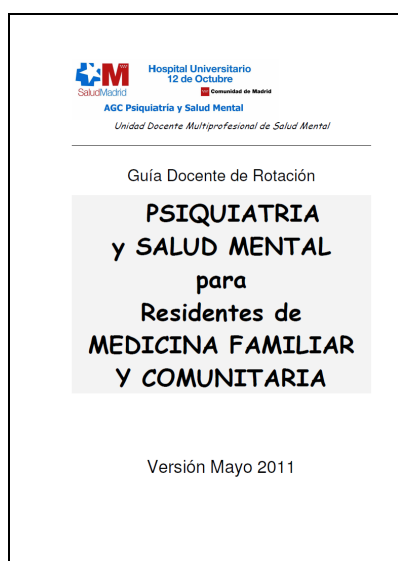 Hospital Universitario
12 de Octubre
Comunidad de Madrid
SaludMadrid
AGC Psiquiatría y Salud Mental
Unidad Docente Multiprofesional de Salud Mental
Guía Docente de Rotación
PSIQUIATRIA
y SALUD MENTAL
para
Residentes de
MEDICINA FAMILIAR
Y COMUNITARIA
Versión Mayo 2011